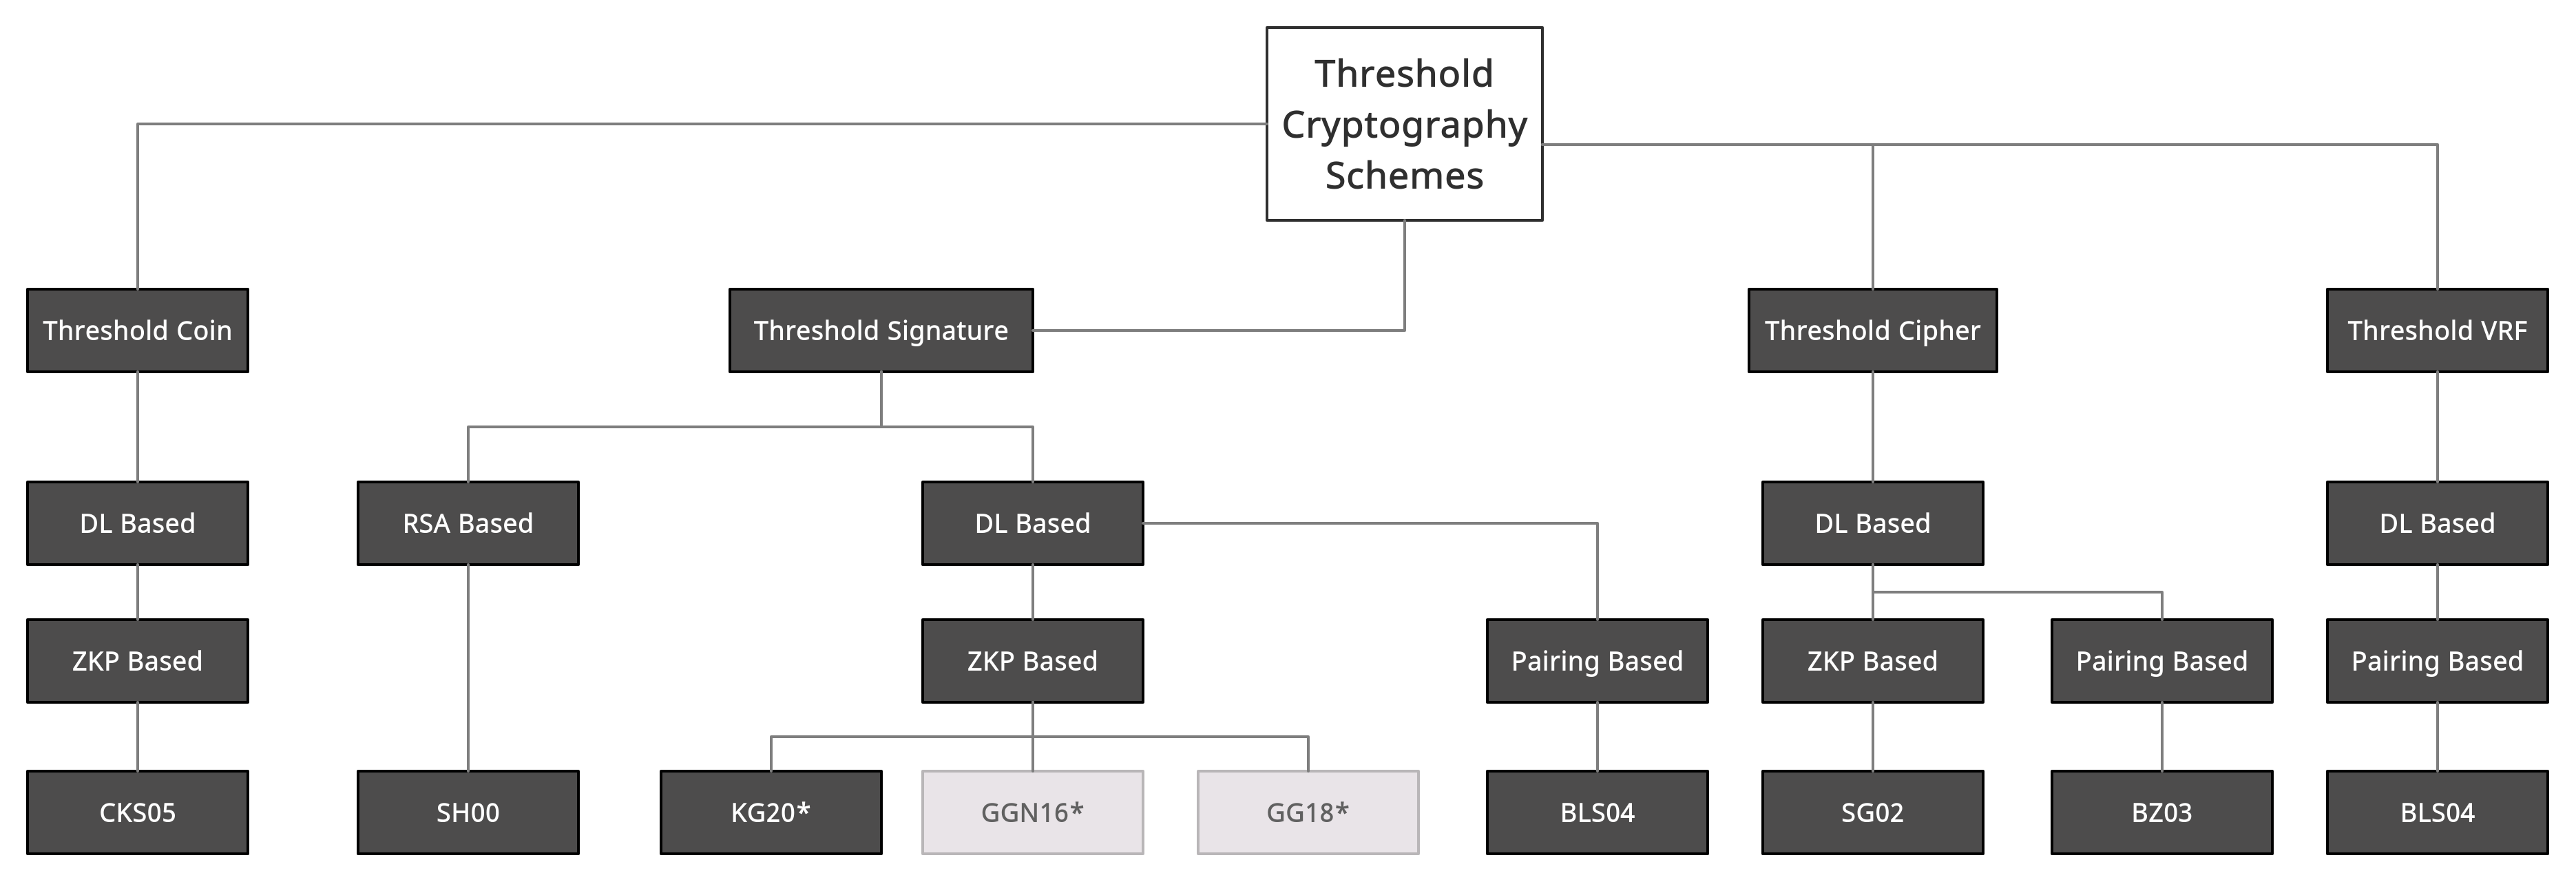 Threshold
Cryptography
Schemes
Threshold Coin
Threshold Signature
Threshold Cipher
Threshold VRF
DL Based
RSA Based
DL Based
DL Based
DL Based
ZKP Based
ZKP Based
Pairing Based
ZKP Based
Pairing Based
Pairing Based
CKS05
SH00
KG20*
GGN16*
GG18*
BLS04
SG02
BZ03
BLS04